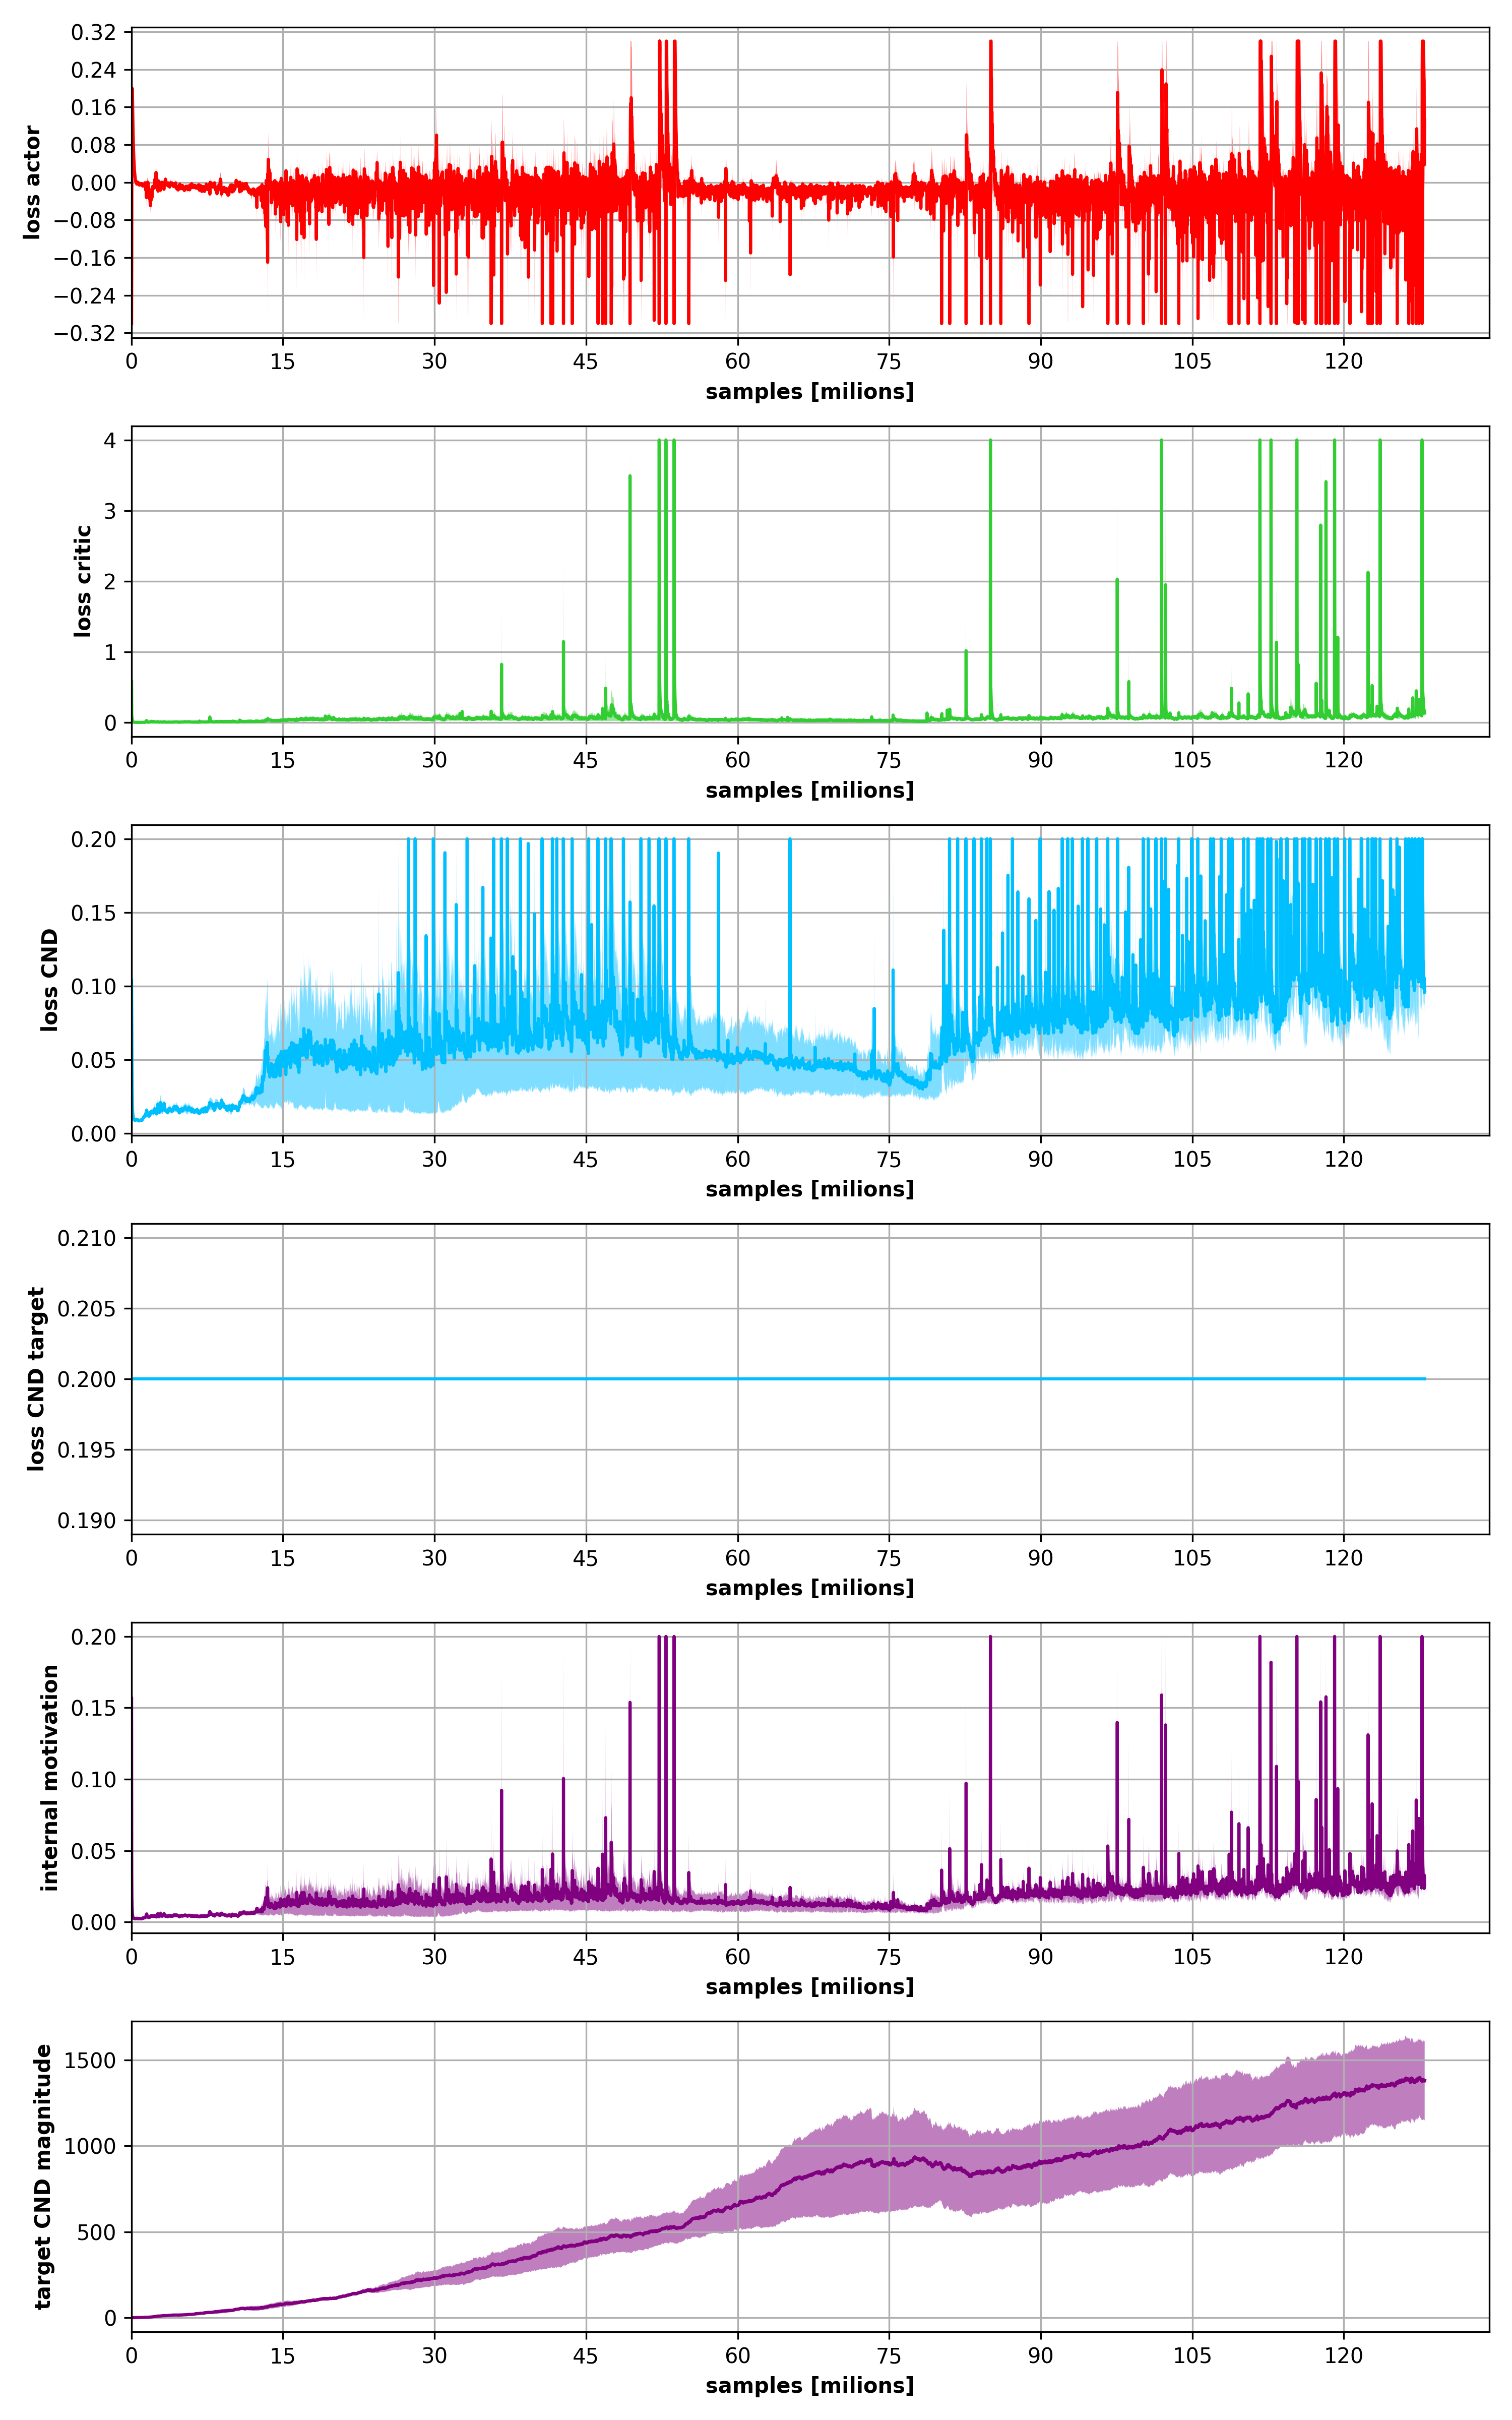 0.32
0.24
0.16
0.08
0.00
−0.08
−0.16
−0.24
−0.32
loss actor
0 15 30 45 60 75 90 105 120
samples [milions]
4
3
2
1
0
loss critic
0 15 30 45 60 75 90 105 120
samples [milions]
0.20
0.15
0.10
0.05
0.00
loss CND
0 15 30 45 60 75 90 105 120
samples [milions]
0.210
0.205
0.200
0.195
0.190
loss CND target
0 15 30 45 60 75 90 105 120
samples [milions]
0.20
0.15
0.10
0.05
0.00
internal motivation
0 15 30 45 60 75 90 105 120
samples [milions]
1500
1000
500
0
target CND magnitude
0 15 30 45 60 75 90 105 120
samples [milions]